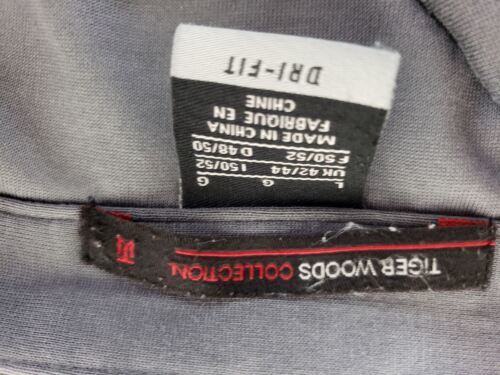 TIGER WOODS COLLECTION
L G G
UK 42/44 I 50/52
F 50/52 D 48/50
MADE IN CHINA
FABRIQUE EN
CHINE
DRI-FIT